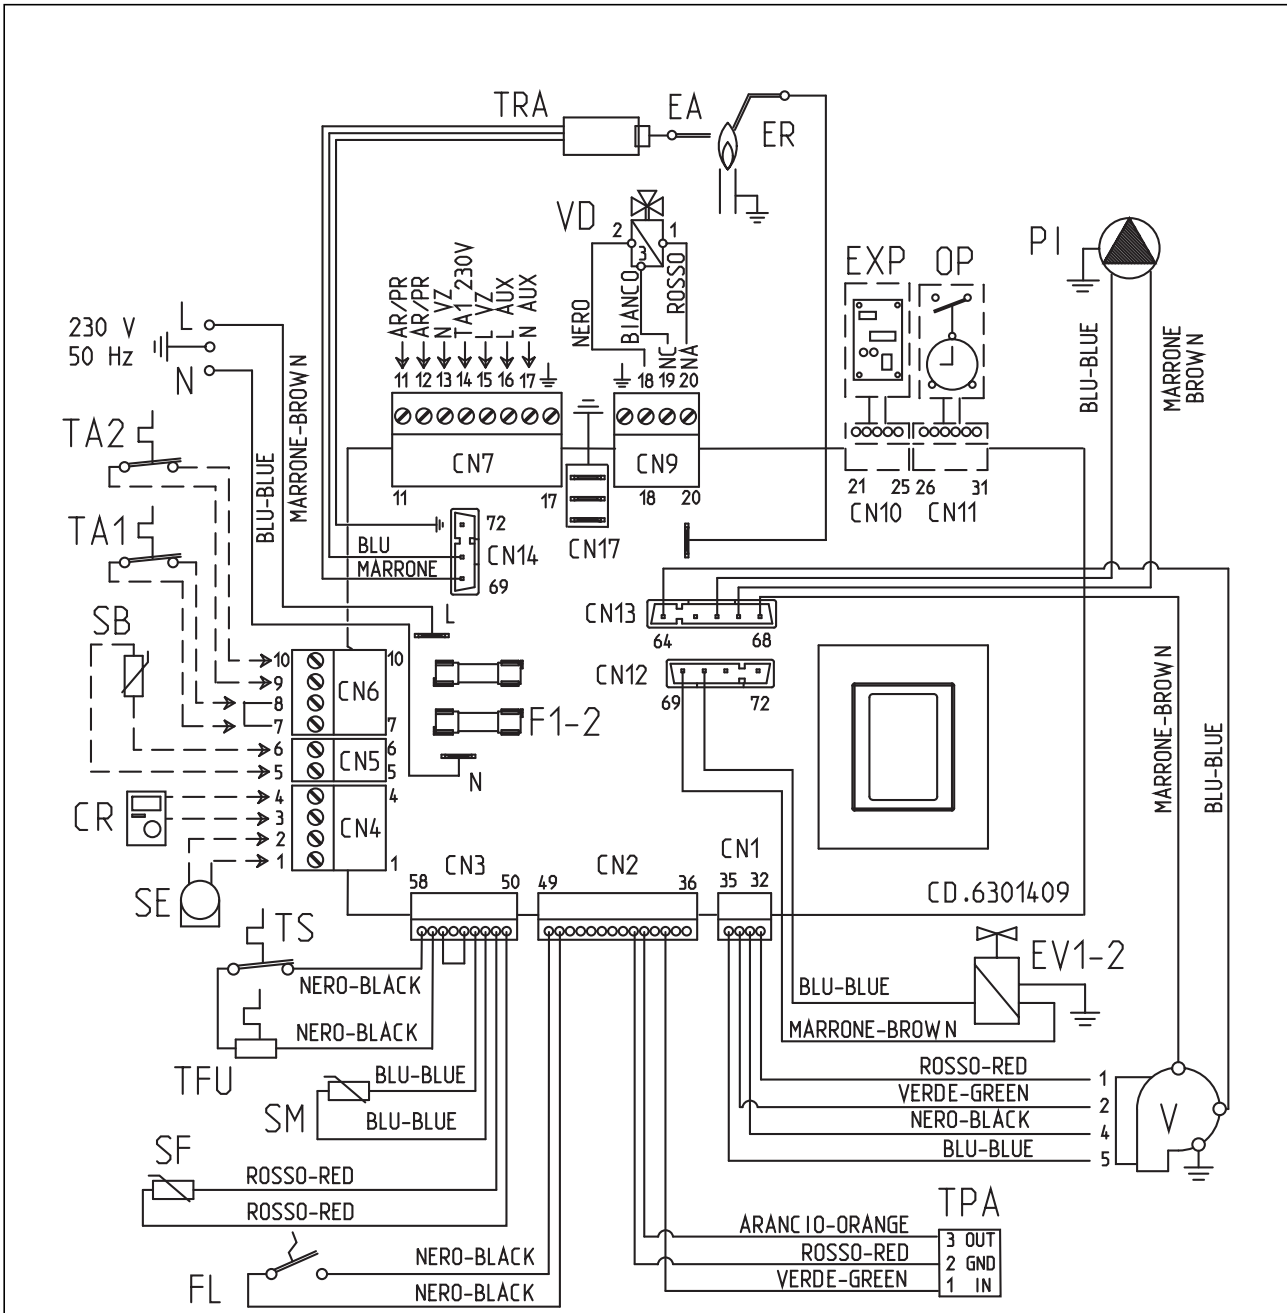 TRA
EA
ER
VD
2
1
3
NERO
BIANCO
ROSSO
NC
NA
18
19
20
EXP
OP
PI
BLU-BLUE
MARRONE
BROWN
AR/PR
AR/PR
N VZ
TA1 230V
L VZ
L AUX
N AUX
11
12
13
14
15
16
17
230 V
50 Hz
L
N
MARRONE-BROWN
BLU-BLUE
TA2
TA1
SB
CN7
11
17
CN17
CN9
18
20
21
25
CN10
26
31
CN11
72
CN14
69
BLU
MARRONE
L
CN13
64
68
CN12
69
72
10
9
8
7
CN6
10
7
6
5
CN5
6
5
4
3
2
1
CN4
4
1
F1-2
N
CR
SE
MARRONE-BROWN
BLU-BLUE
CN3
58
50
CN2
49
36
CN1
35
32
CD.6301409
TS
NERO-BLACK
NERO-BLACK
TFU
SM
BLU-BLUE
BLU-BLUE
SF
ROSSO-RED
ROSSO-RED
FL
NERO-BLACK
NERO-BLACK
EV1-2
BLU-BLUE
MARRONE-BROWN
ROSSO-RED
1
VERDE-GREEN
2
NERO-BLACK
4
BLU-BLUE
5
V
TPA
ARANCIO-ORANGE
3 OUT
ROSSO-RED
2 GND
VERDE-GREEN
1 IN